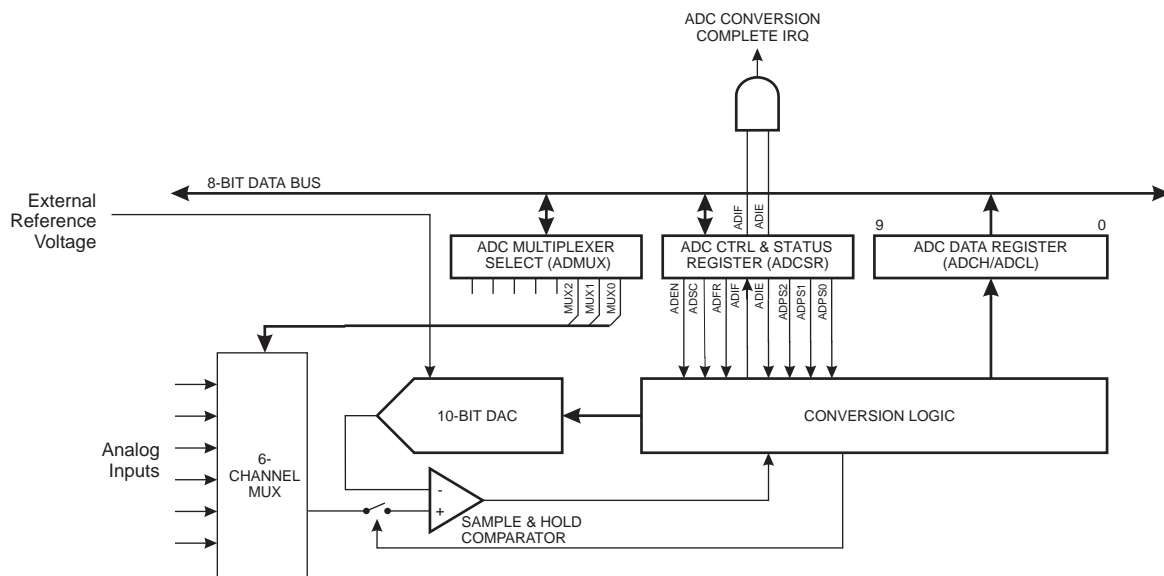 ADC CONVERSION
COMPLETE IRQ
8-BIT DATA BUS
External
Reference
Voltage
ADIF
ADIE
9
0
ADC MULTIPLEXER
SELECT (ADMUX)
ADC CTRL & STATUS
REGISTER (ADCSR)
ADC DATA REGISTER
(ADCH/ADCL)
MUX2
MUX1
MUX0
ADEN
ADSC
ADFR
ADIF
ADIE
ADPS2
ADPS1
ADPS0
10-BIT DAC
CONVERSION LOGIC
Analog
Inputs
6-
CHANNEL
MUX
-
+
SAMPLE & HOLD
COMPARATOR